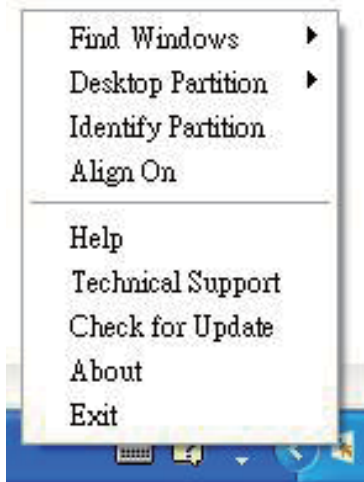 Find Windows
Desktop Partition
Identify Partition
Align On
Help
Technical Support
Check for Update
About
Exit